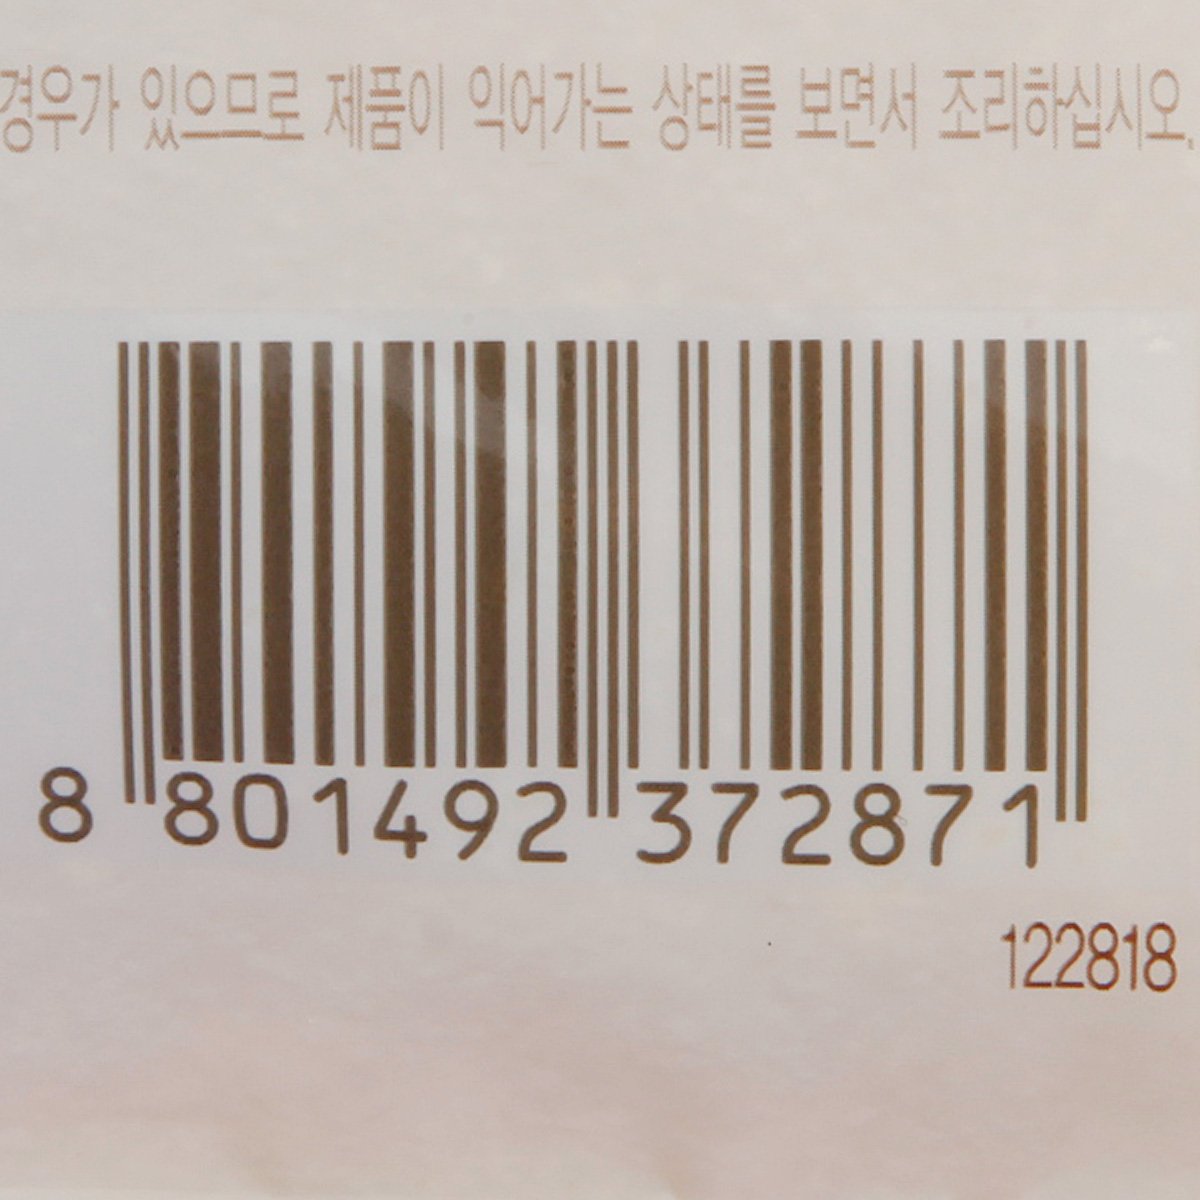 경우가 있으므로 제품이 익어가는 상태를 보면서 조리하십시오.
8 801492 372871
122818